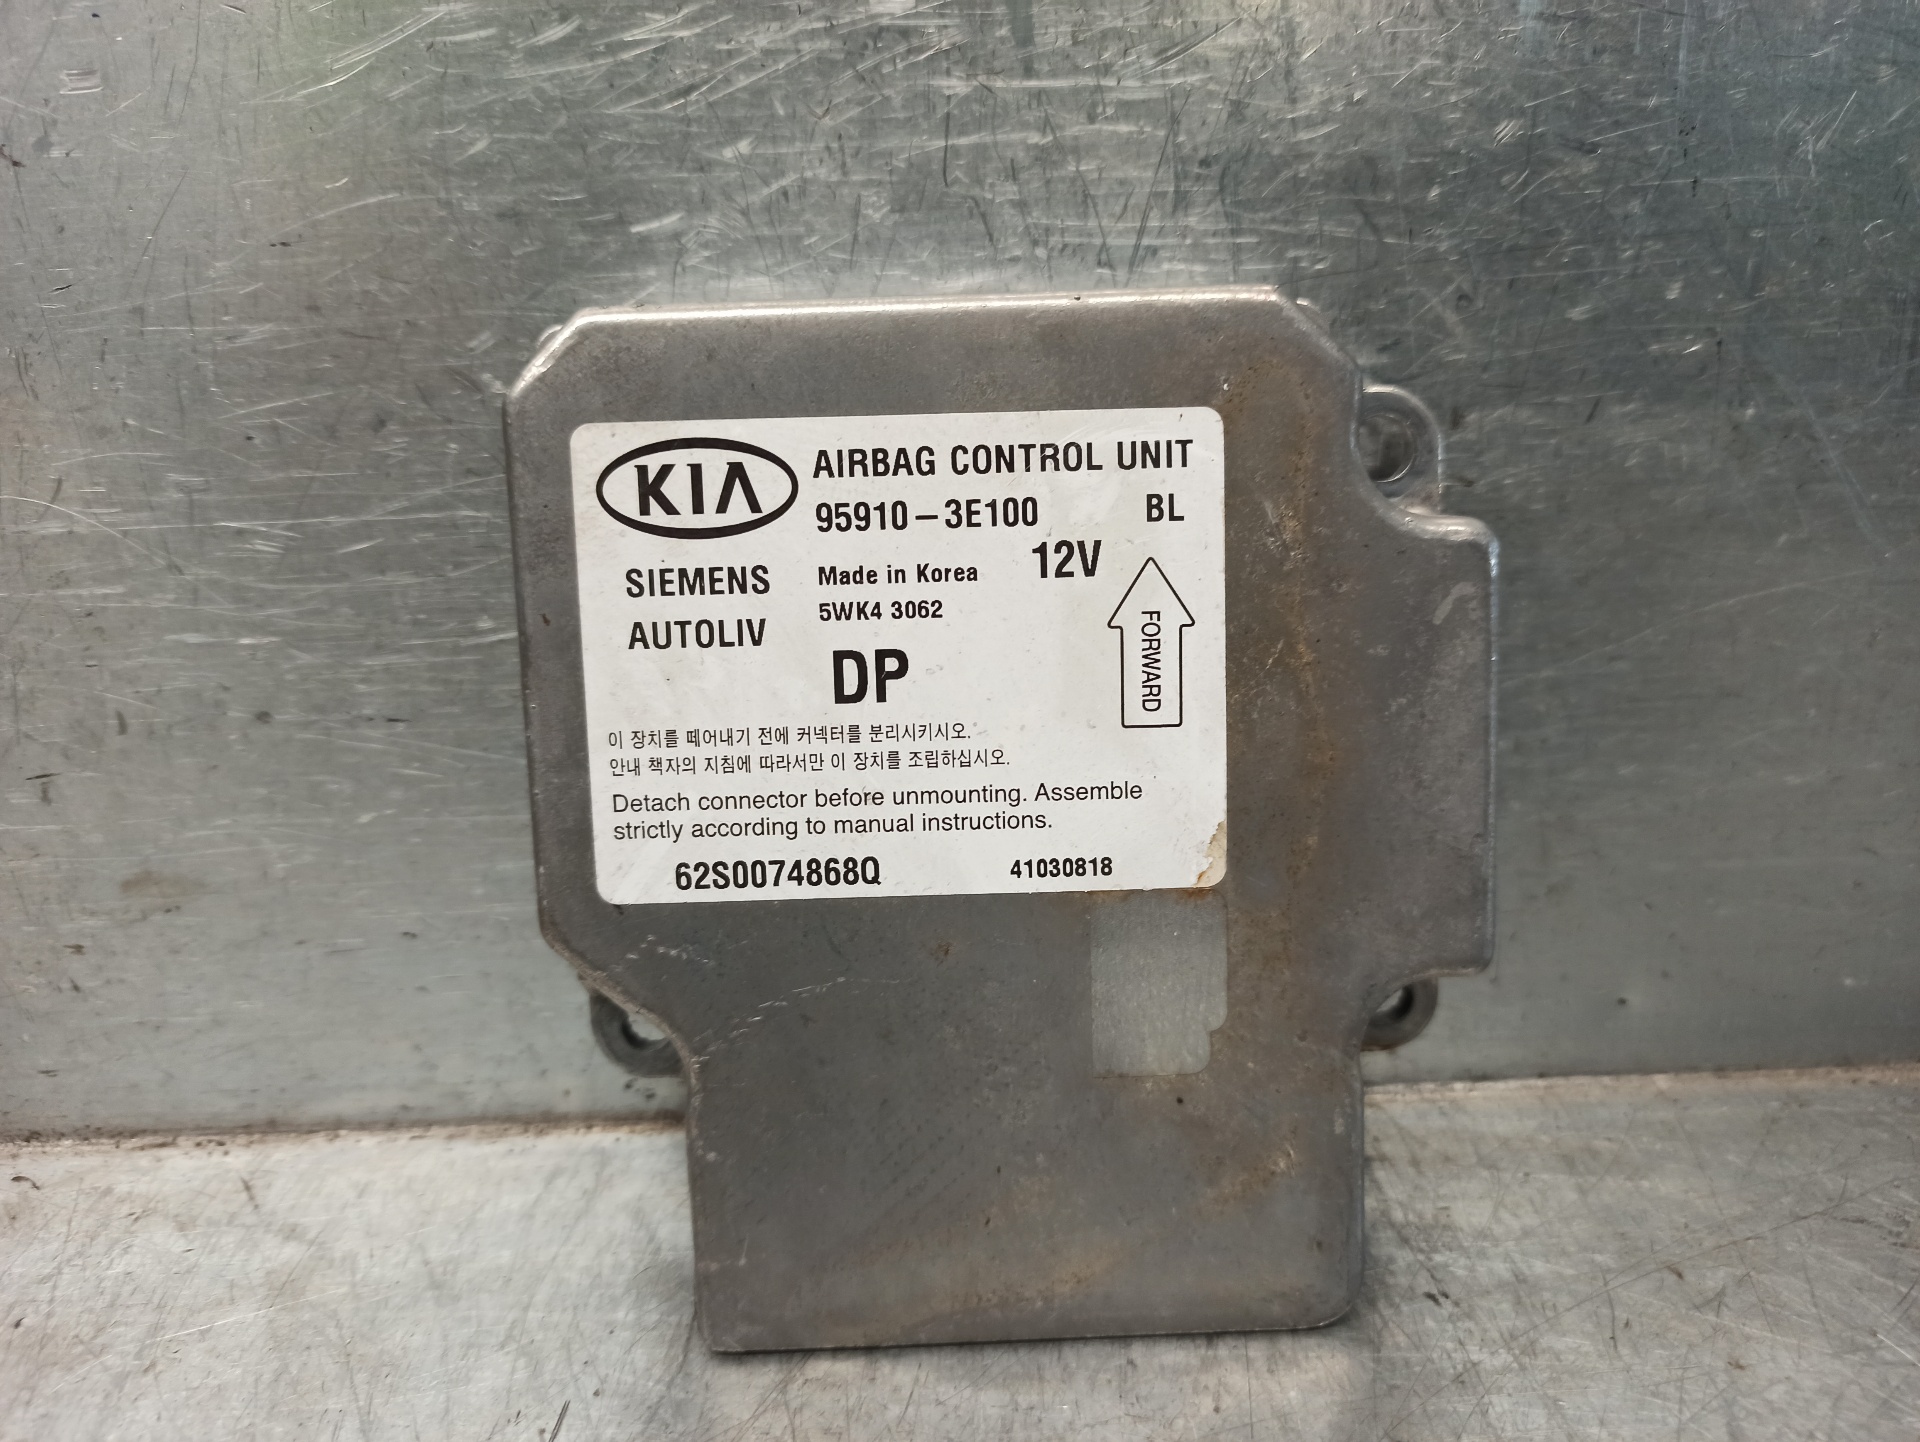 KIA
AIRBAG CONTROL UNIT
95910-3E100 BL
SIEMENS
AUTOLIV
Made in Korea 12V
5WK4 3062
DP
FORWARD
이 장치를 떼어내기 전에 커넥터를 분리시키시오.
안내 책자의 지침에 따라서만 이 장치를 조립하십시오.
Detach connector before unmounting. Assemble
strictly according to manual instructions.
62S0074868Q 41030818